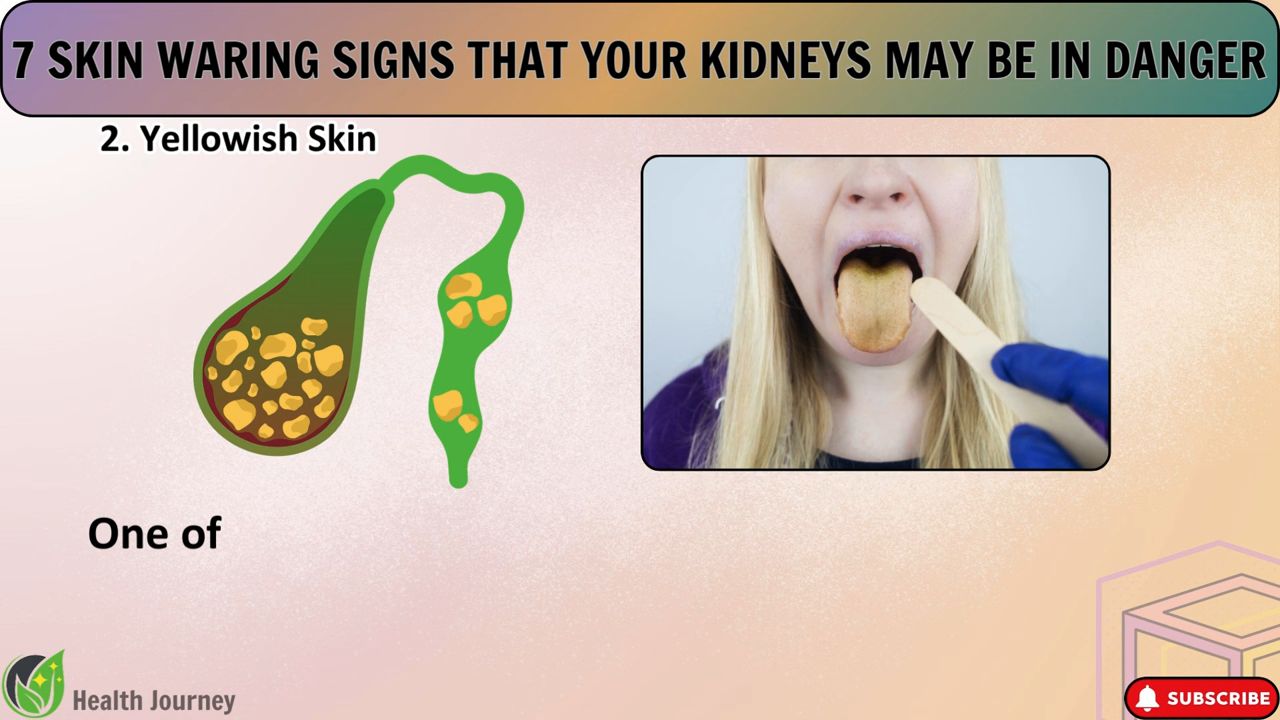 7 SKIN WARING SIGNS THAT YOUR KIDNEYS MAY BE IN DANGER
2. Yellowish Skin
One of
Health Journey
SUBSCRIBE